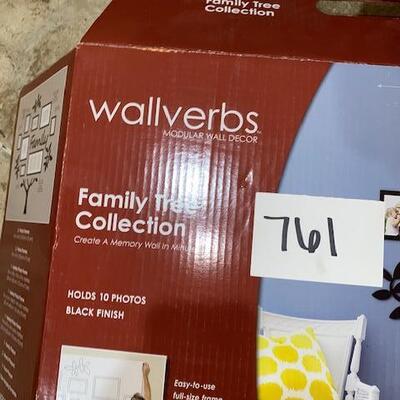 Family Tree
Collection
wallverbs
MODULAR WALL DECOR
Family Tree
Collection
Create A Memory Wall In Minutes
761
HOLDS 10 PHOTOS
BLACK FINISH
Easy-to-use
full-size frame